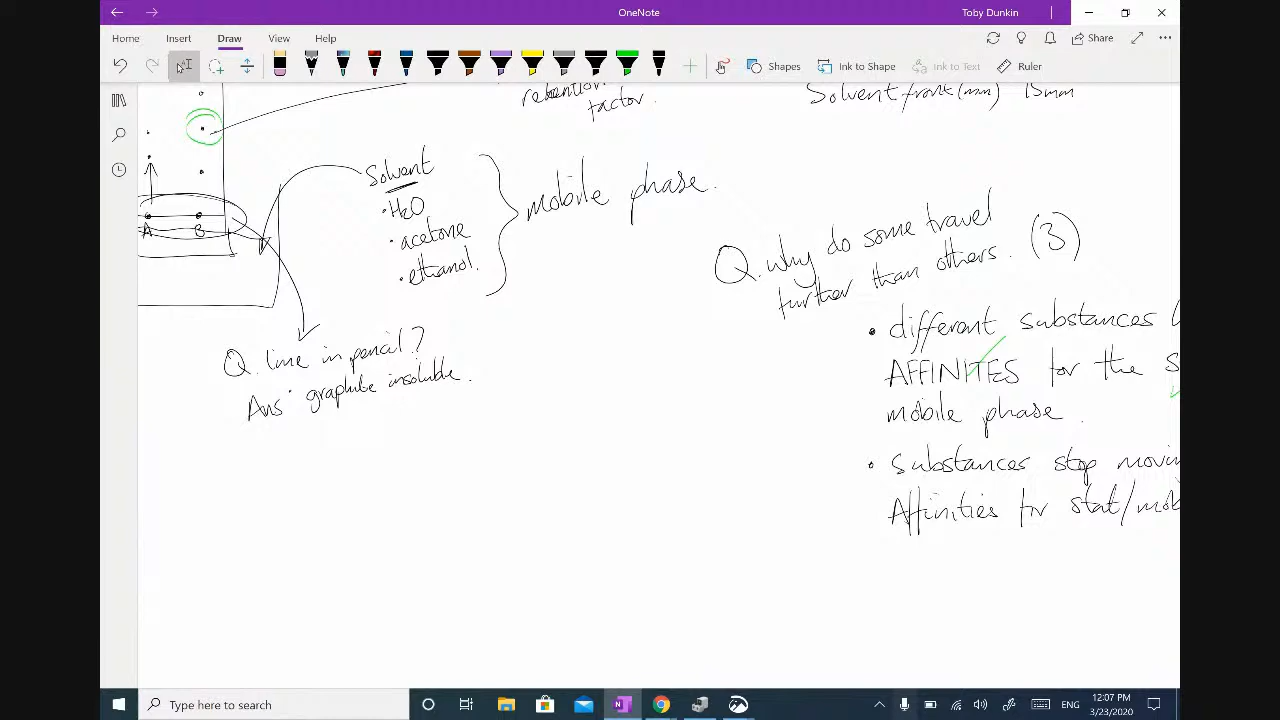 OneNote
Toby Dunkin
Home Insert Draw View Help
Share
Shapes
Ink to Shape
Ink to Text
Ruler
retention
factor.
Solvent front (mm) 15mm
Solvent
• H2O
• acetone
• ethanol.
mobile phase.
A B
Q. line in pencil?
Ans: graphite insoluble.
Q. why do some travel
further than others. (3)
• different substances
AFFINITES for the S
mobile phase.
• substances stop movin
Affinities for stat/mob
Type here to search
12:07 PM
3/23/2020